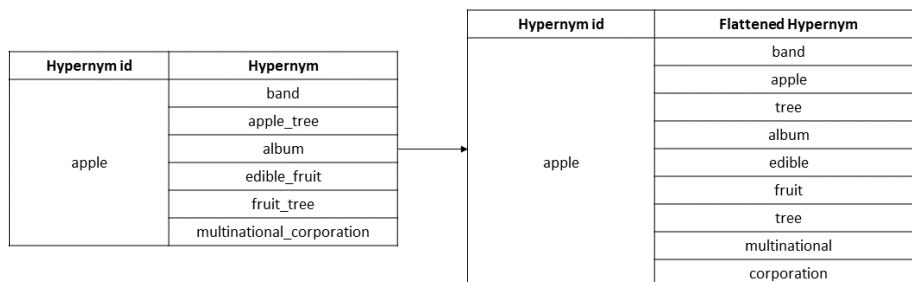 Hypernym id Hypernym
apple
band
apple_tree
album
edible_fruit
fruit_tree
multinational_corporation
Hypernym id Flattened Hypernym
apple
band
apple
tree
album
edible
fruit
tree
multinational
corporation